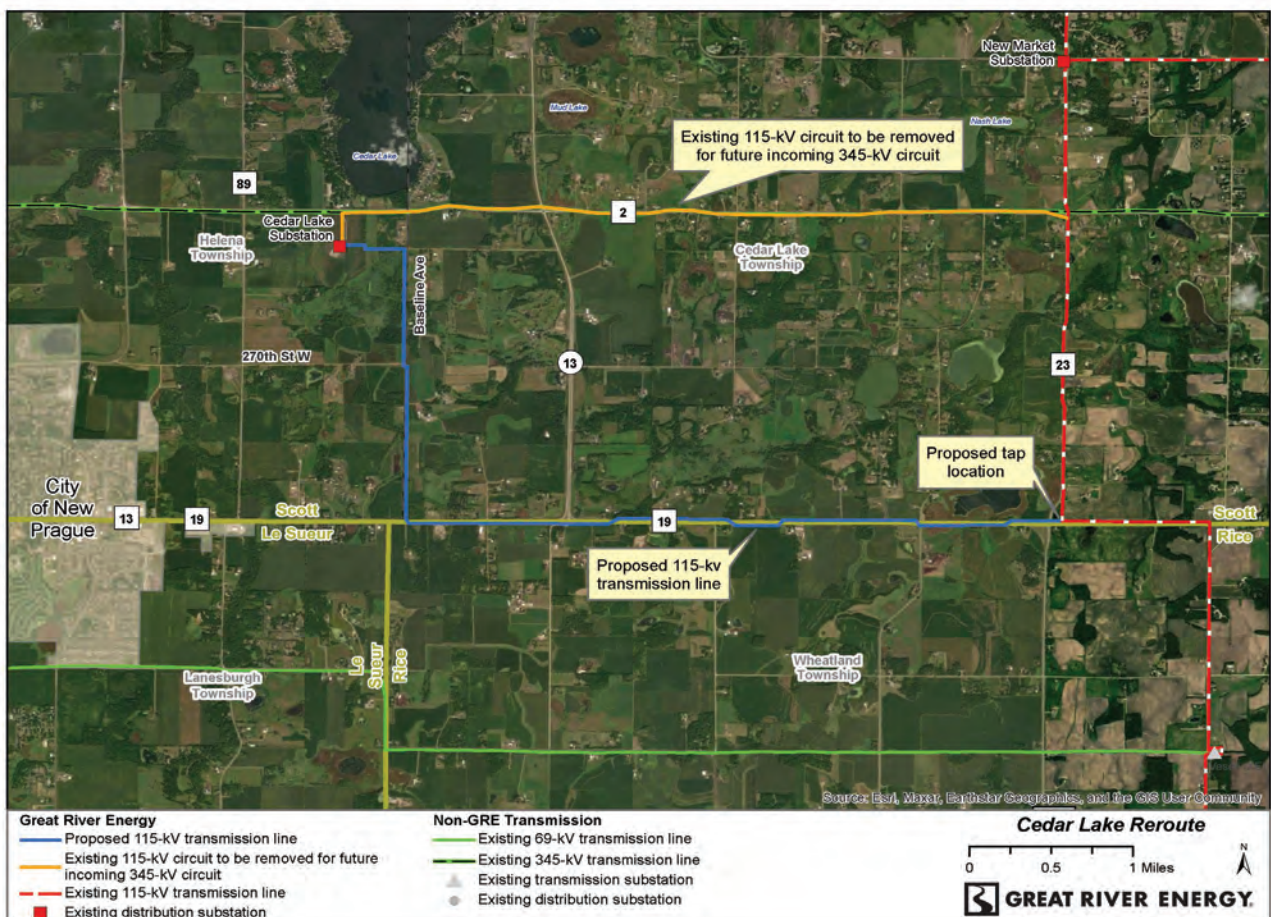 New Market
Substation
Mud Lake
Nash Lake
Existing 115-kV circuit to be removed
for future incoming 345-kV circuit
Cedar Lake
89
2
Cedar Lake
Substation
Helena
Township
Cedar Lake
Township
Baseline Ave
270th St W
13
23
Proposed tap
location
City
of New
Prague
13
19
Scott
Le Sueur
19
Scott
Rice
Proposed 115-kv
transmission line
Le Sueur
Rice
Lanesburgh
Township
Wheatland
Township
Source: Esri, Maxar, Earthstar Geographics, and the GIS User Community
Great River Energy
Proposed 115-kV transmission line
Existing 115-kV circuit to be removed for future
incoming 345-kV circuit
Existing 115-kV transmission line
Existing distribution substation
Non-GRE Transmission
Existing 69-kV transmission line
Existing 345-kV transmission line
Existing transmission substation
Existing distribution substation
Cedar Lake Reroute
0 0.5 1 Miles
N
GREAT RIVER ENERGY®